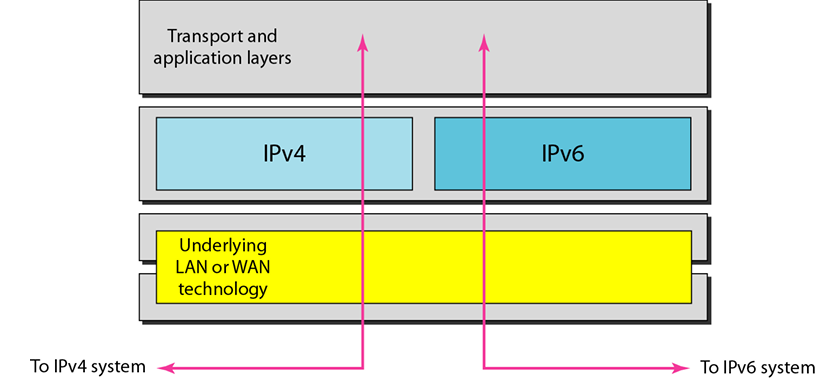 Transport and
application layers
IPv4
IPv6
Underlying
LAN or WAN
technology
To IPv4 system
To IPv6 system